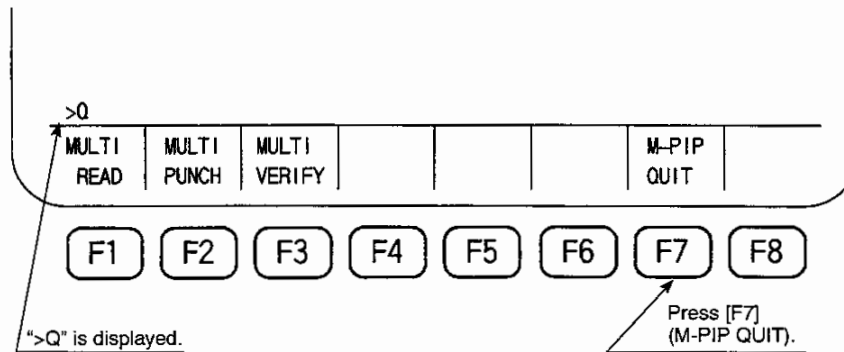 >Q
MULTI READ
MULTI PUNCH
MULTI VERIFY
M-PIP QUIT
F1 F2 F3 F4 F5 F6 F7 F8
">Q" is displayed.
Press [F7]
(M-PIP QUIT).